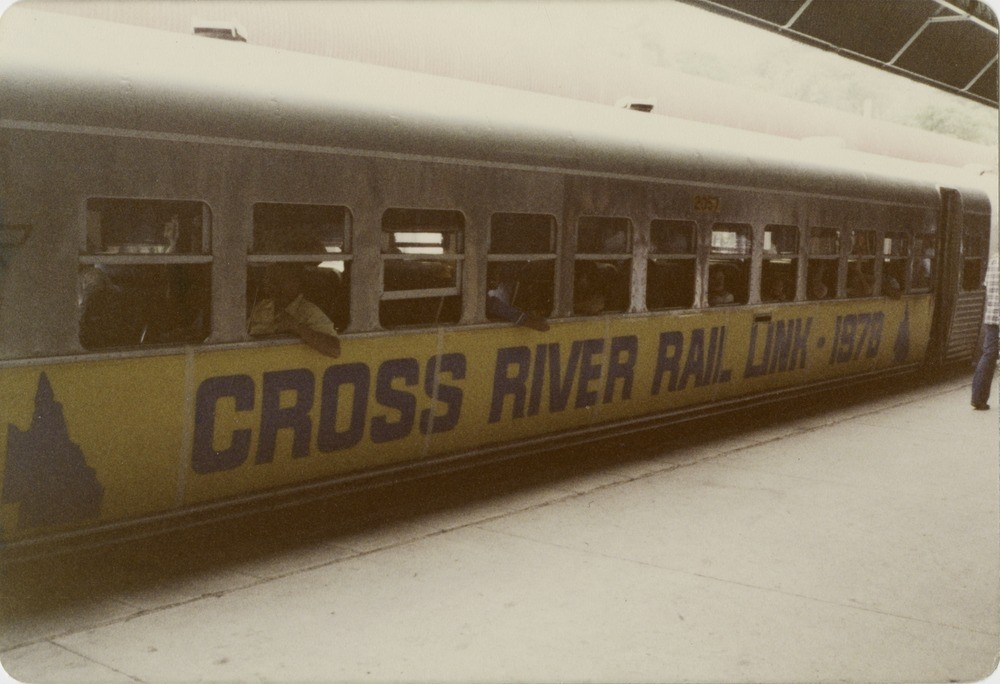 CROSS RIVER RAIL LINK · 1978